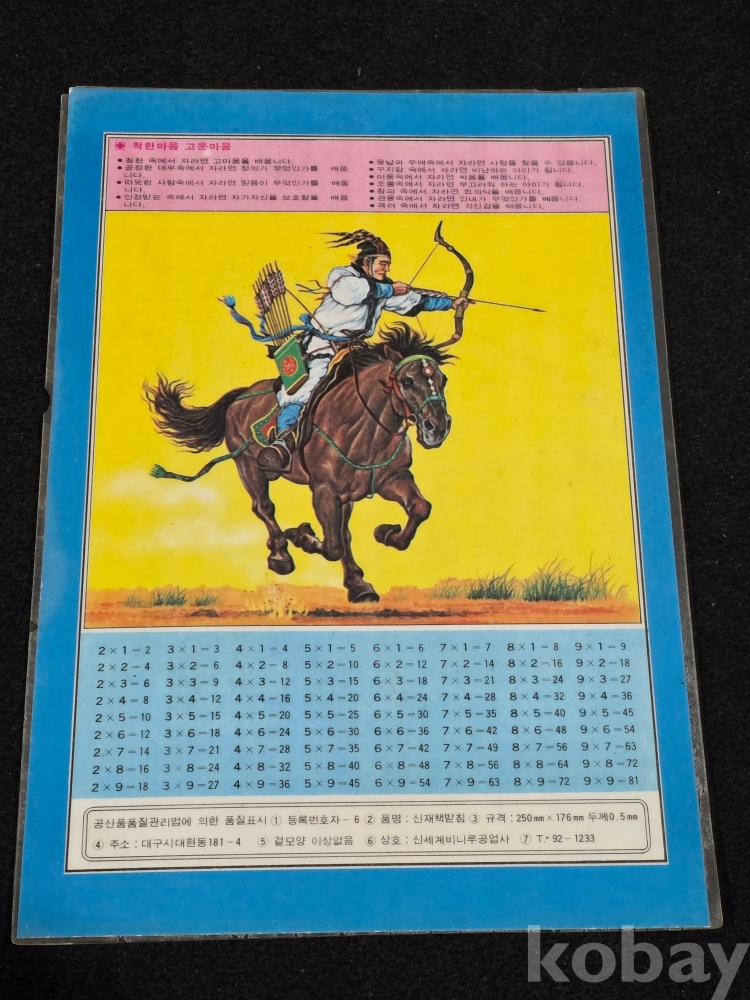 착한마음 고운마음
● 칭찬 속에서 자라면 고마움을 배웁니다.
● 공정한 대우속에서 자라면 정의가 무엇인가를 배웁
니다.
● 따뜻한 사랑속에서 자라면 믿음이 무엇인가를 배웁
니다.
● 인정받는 속에서 자라면 자기자신을 보호함을 배웁
니다.
● 용납과 우애속에서 자라면 사랑을 찾을 수 있읍니다.
● 꾸지람 속에서 자라면 비난하는 아이가 됩니다.
● 미움속에서 자라면 싸움을 배웁니다.
● 조롱속에서 자라면 부끄러워 하는 아이가 됩니다.
● 창피 속에서 자라면 죄의식을 배웁니다.
● 관용속에서 자라면 인내가 무엇인가를 배웁니다.
● 격려 속에서 자라면 자신감을 배웁니다.
2×1=2 3×1=3 4×1=4 5×1=5 6×1=6 7×1=7 8×1=8 9×1=9
2×2=4 3×2=6 4×2=8 5×2=10 6×2=12 7×2=14 8×2=16 9×2=18
2×3=6 3×3=9 4×3=12 5×3=15 6×3=18 7×3=21 8×3=24 9×3=27
2×4=8 3×4=12 4×4=16 5×4=20 6×4=24 7×4=28 8×4=32 9×4=36
2×5=10 3×5=15 4×5=20 5×5=25 6×5=30 7×5=35 8×5=40 9×5=45
2×6=12 3×6=18 4×6=24 5×6=30 6×6=36 7×6=42 8×6=48 9×6=54
2×7=14 3×7=21 4×7=28 5×7=35 6×7=42 7×7=49 8×7=56 9×7=63
2×8=16 3×8=24 4×8=32 5×8=40 6×8=48 7×8=56 8×8=64 9×8=72
2×9=18 3×9=27 4×9=36 5×9=45 6×9=54 7×9=63 8×9=72 9×9=81
공산품품질관리법에 의한 품질표시 ① 등록번호자-6 ② 품명 : 신재책받침 ③ 규격 : 250mm×176mm 두께0.5mm
④ 주소 : 대구시대현동181-4 ⑤ 겉모양 이상없음 ⑥ 상호 : 신세계비니루공업사 ⑦ T.* 92-1233
kobay